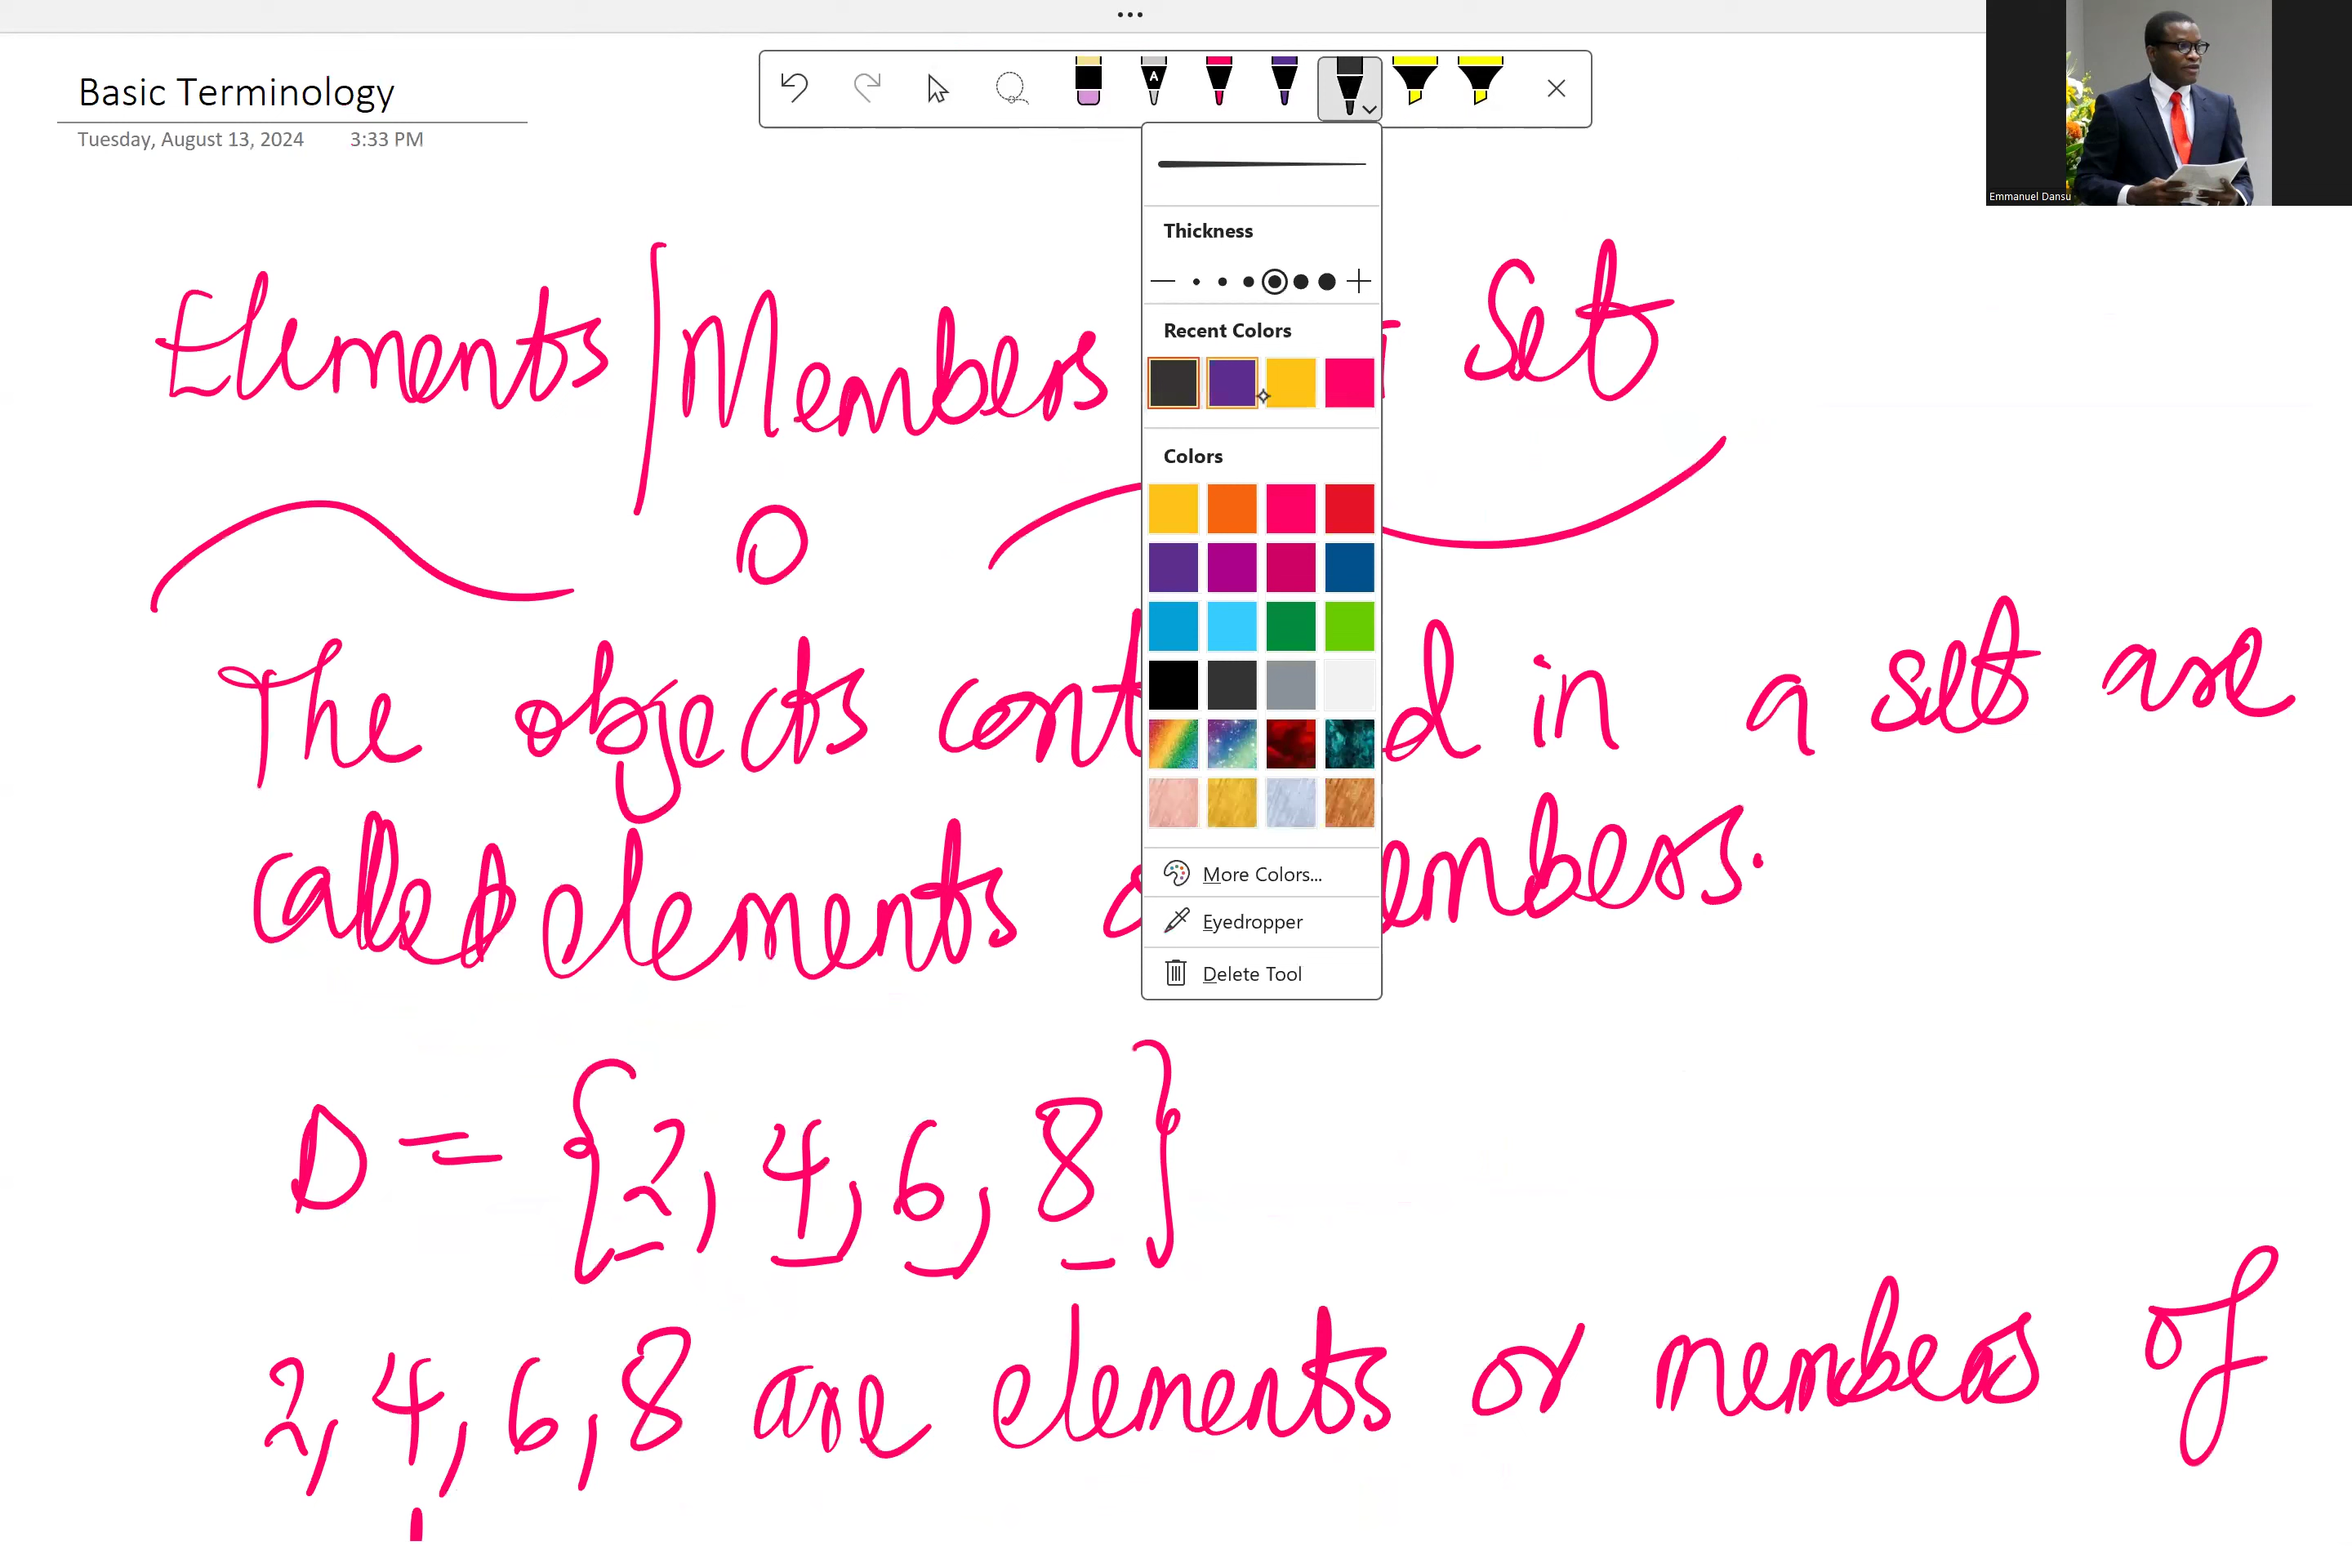 Basic Terminology
Tuesday, August 13, 2024 3:33 PM
A
Emmanuel Dansu
Thickness
Recent Colors
Colors
More Colors...
Eyedropper
Delete Tool
Elements/Members Set
The objects cont d in a set are
called elements embers.
D = {2, 4, 6, 8}
2, 4, 6, 8 are elements or members of